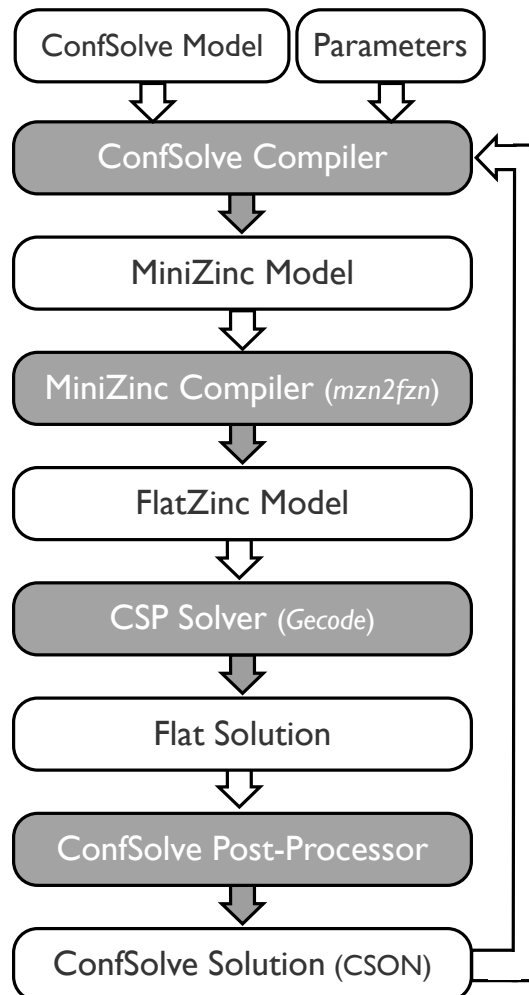 ConfSolve Model
Parameters
ConfSolve Compiler
MiniZinc Model
MiniZinc Compiler (mzn2fzn)
FlatZinc Model
CSP Solver (Gecode)
Flat Solution
ConfSolve Post-Processor
ConfSolve Solution (CSON)